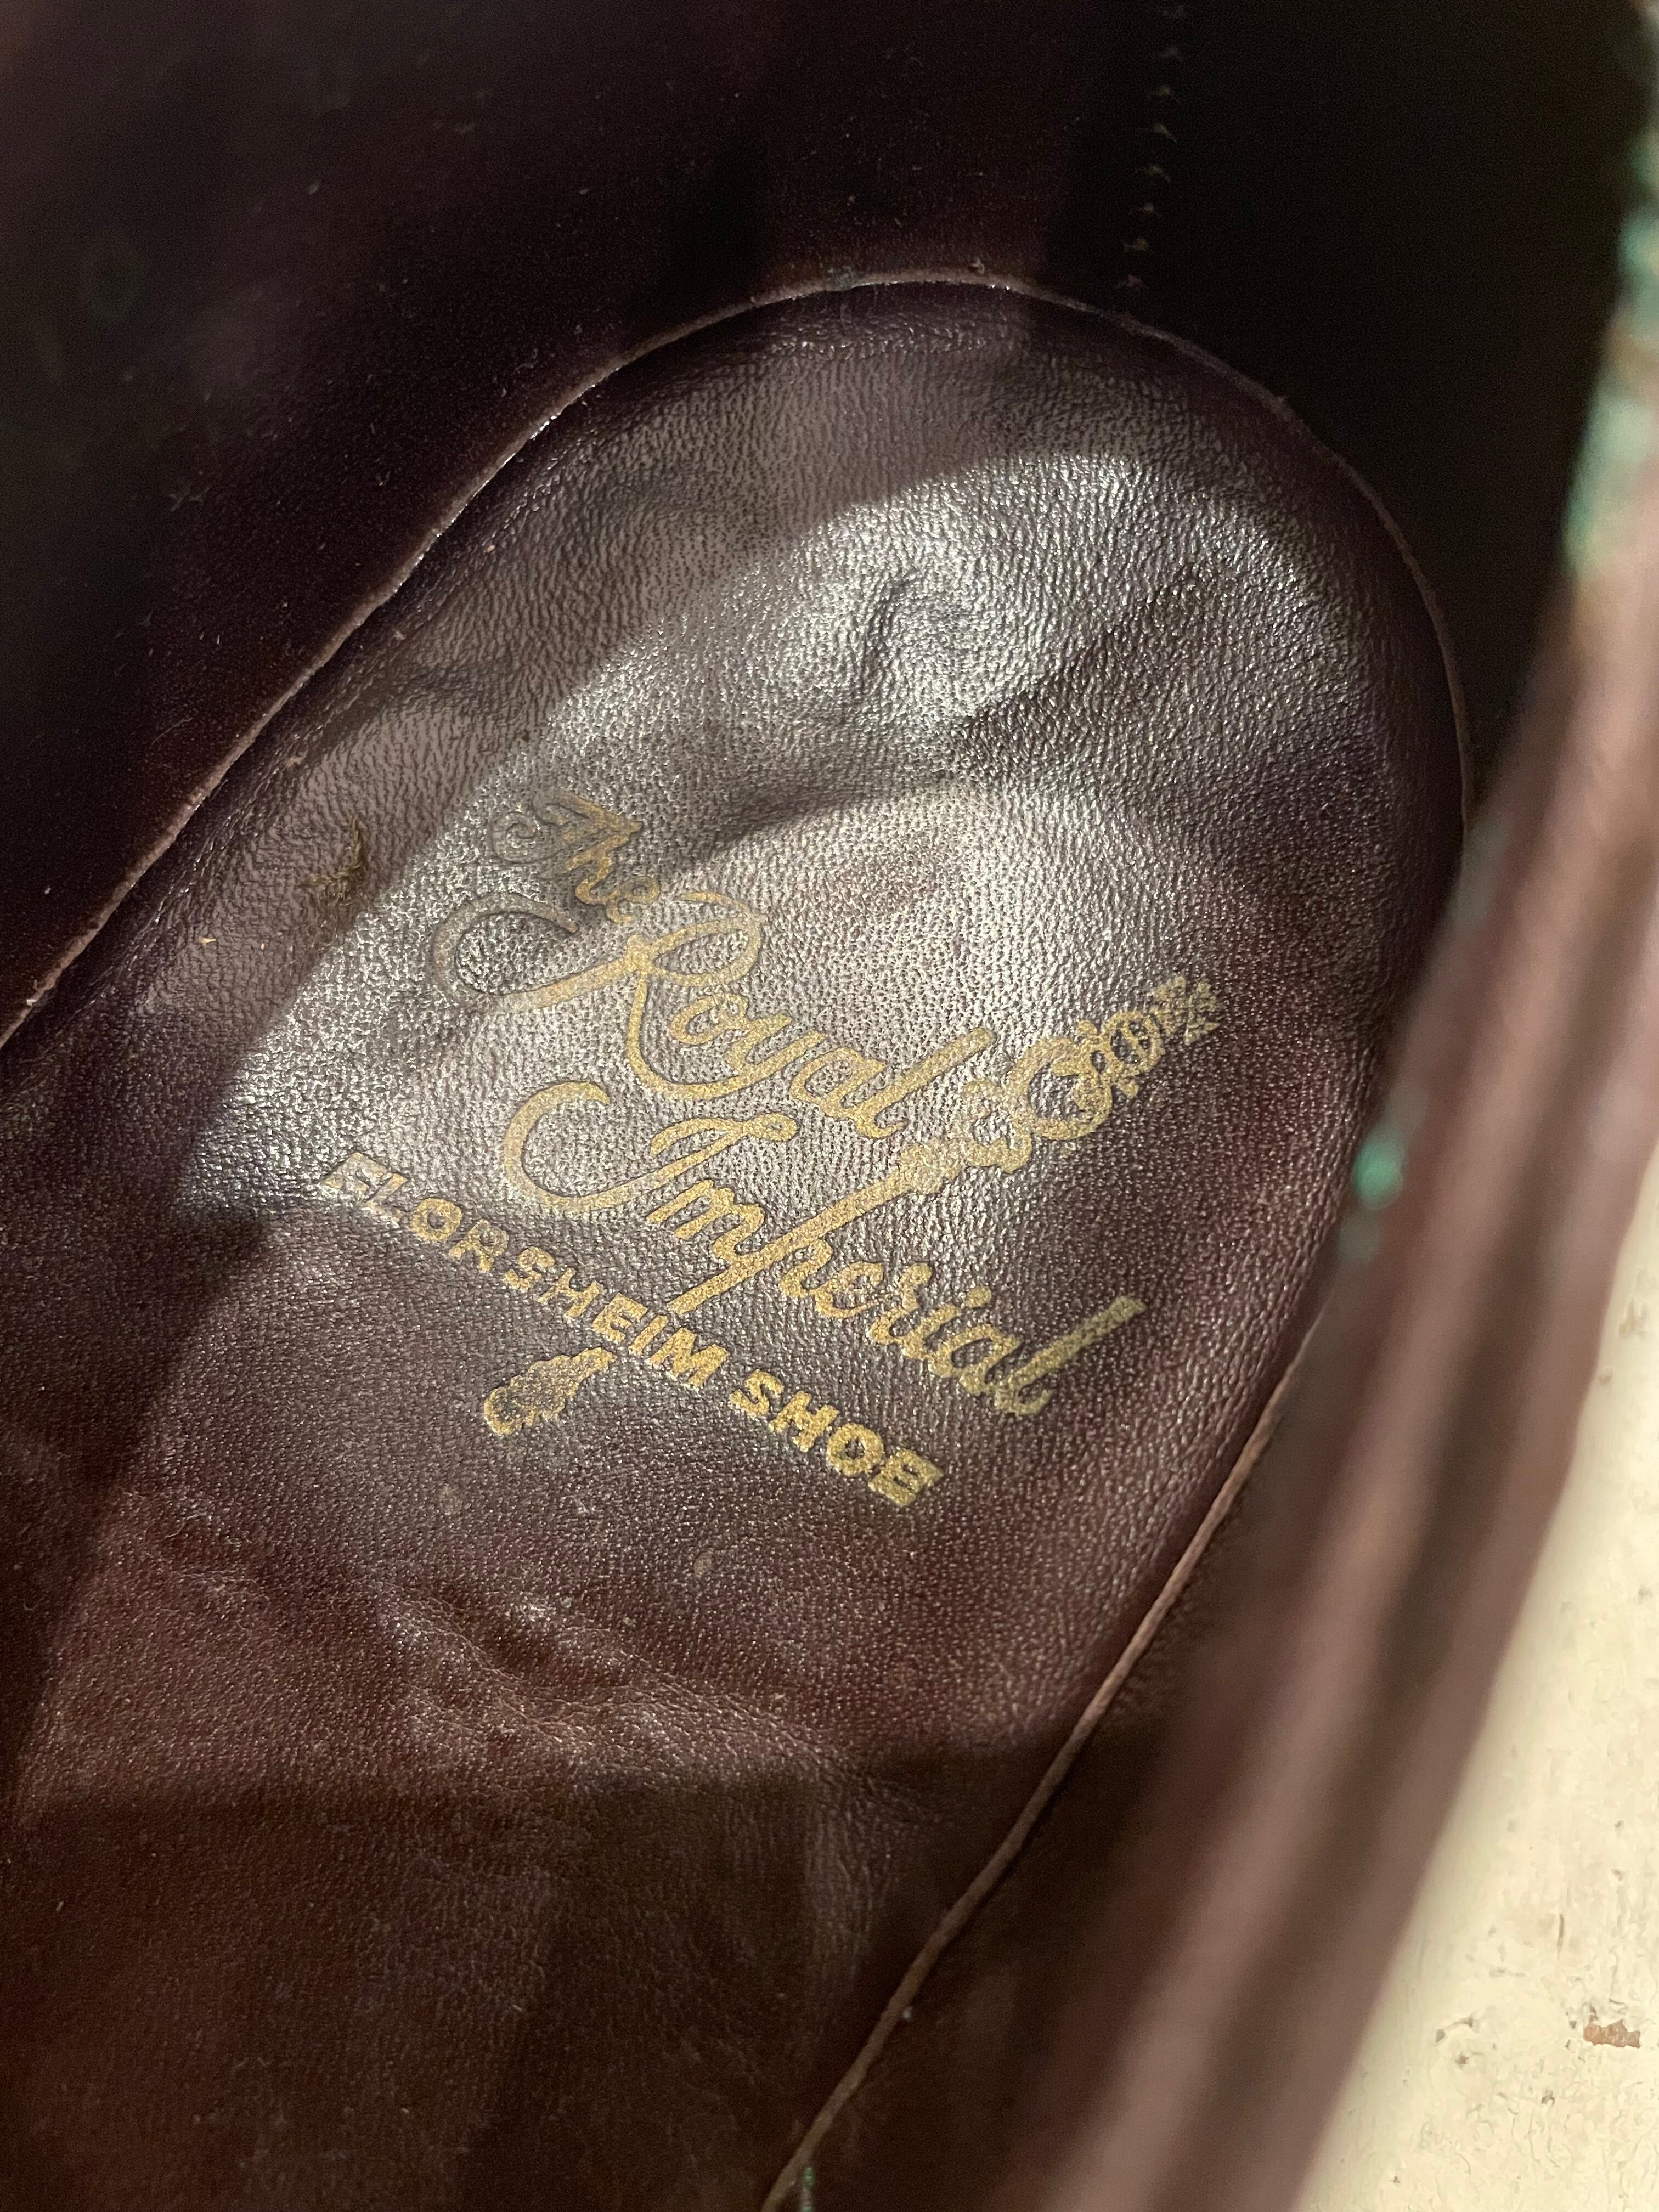 The
Royal
Imperial
FLORSHEIM SHOE